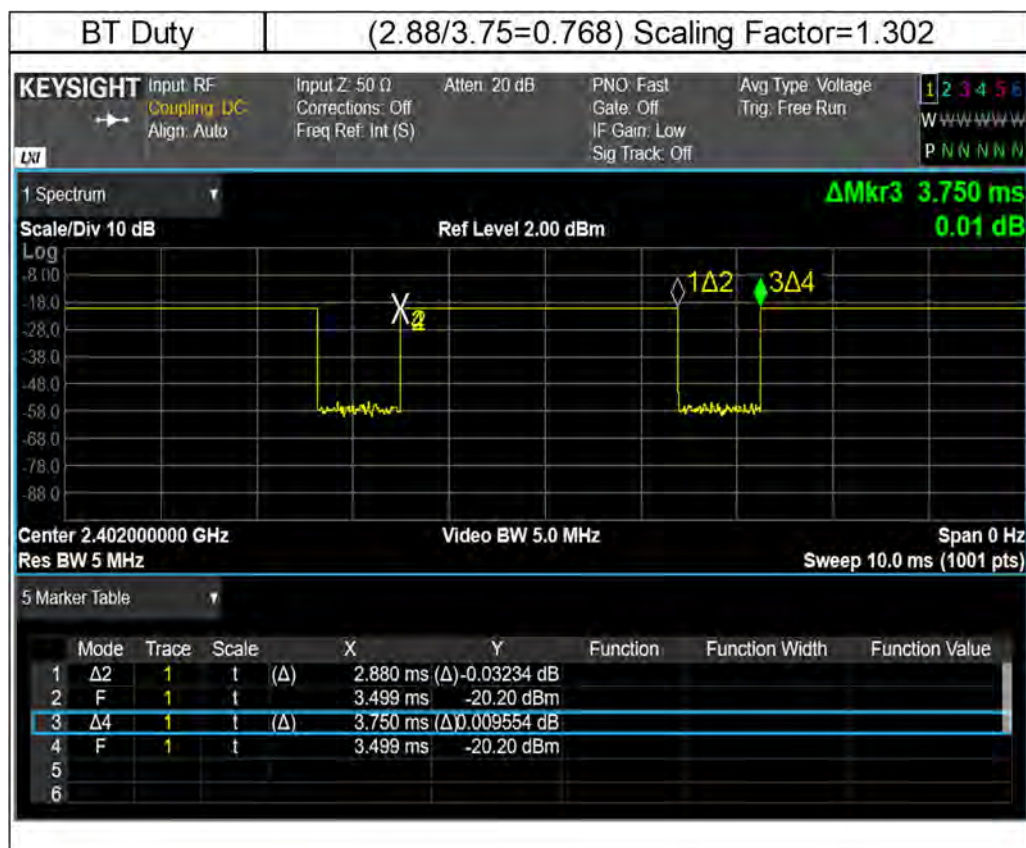 BT Duty (2.88/3.75=0.768) Scaling Factor=1.302
KEYSIGHT Input: RF Input Z: 50 Ω Atten: 20 dB PNO: Fast Avg Type: Voltage 1 2 3 4 5 6
Coupling: DC Corrections: Off Gate: Off Trig: Free Run
Align: Auto Freq Ref: Int (S) IF Gain: Low W W W W W W
LXI Sig Track: Off P N N N N N
1 Spectrum ▼ ΔMkr3 3.750 ms
Scale/Div 10 dB Ref Level 2.00 dBm 0.01 dB
Log
-8.00
1Δ2 3Δ4
-18.0
X
-28.0
-38.0
-48.0
-58.0
-68.0
-78.0
-88.0
Center 2.402000000 GHz Video BW 5.0 MHz Span 0 Hz
Res BW 5 MHz Sweep 10.0 ms (1001 pts)
5 Marker Table ▼
Mode Trace Scale X Y Function Function Width Function Value
1 Δ2 1 t (Δ) 2.880 ms (Δ)-0.03234 dB
2 F 1 t 3.499 ms -20.20 dBm
3 Δ4 1 t (Δ) 3.750 ms (Δ)0.009554 dB
4 F 1 t 3.499 ms -20.20 dBm
5
6